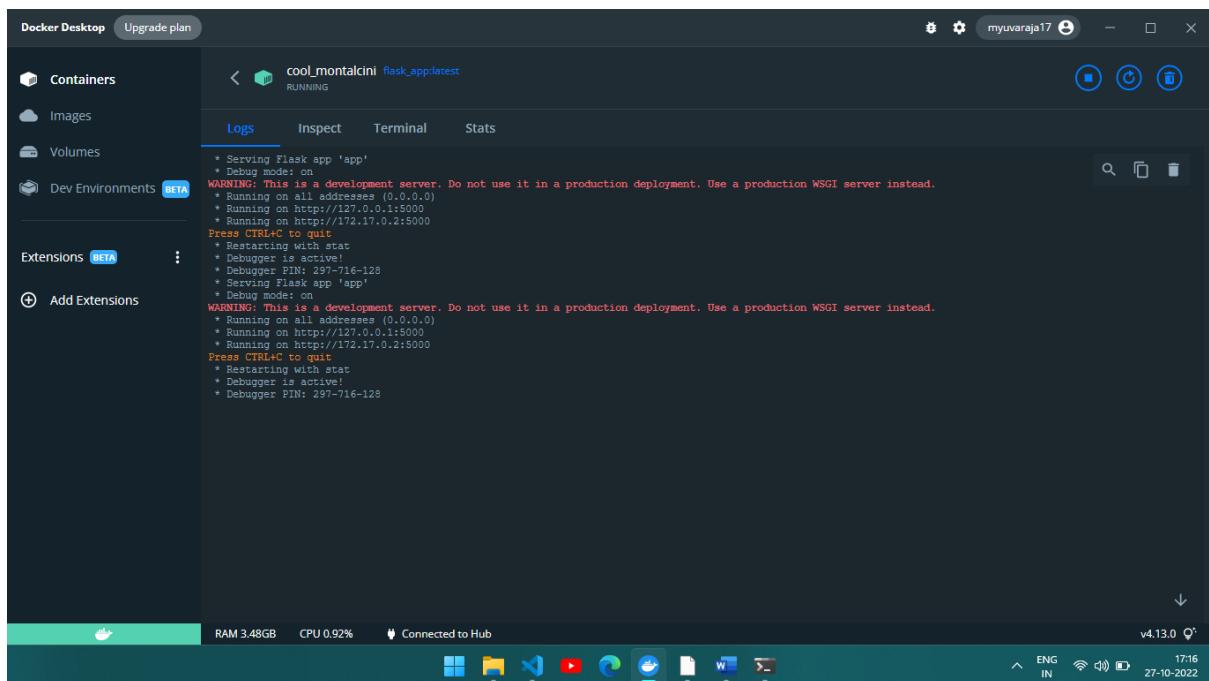 Docker Desktop Upgrade plan myuvaraja17
Containers
Images
Volumes
Dev Environments BETA
Extensions BETA
Add Extensions
cool_montalcini flask_app:latest
RUNNING
Logs Inspect Terminal Stats
* Serving Flask app 'app'
* Debug mode: on
WARNING: This is a development server. Do not use it in a production deployment. Use a production WSGI server instead.
* Running on all addresses (0.0.0.0)
* Running on http://127.0.0.1:5000
* Running on http://172.17.0.2:5000
Press CTRL+C to quit
* Restarting with stat
* Debugger is active!
* Debugger PIN: 297-716-128
* Serving Flask app 'app'
* Debug mode: on
WARNING: This is a development server. Do not use it in a production deployment. Use a production WSGI server instead.
* Running on all addresses (0.0.0.0)
* Running on http://127.0.0.1:5000
* Running on http://172.17.0.2:5000
Press CTRL+C to quit
* Restarting with stat
* Debugger is active!
* Debugger PIN: 297-716-128
RAM 3.48GB CPU 0.92% Connected to Hub v4.13.0
W
ENG
IN
17:16
27-10-2022